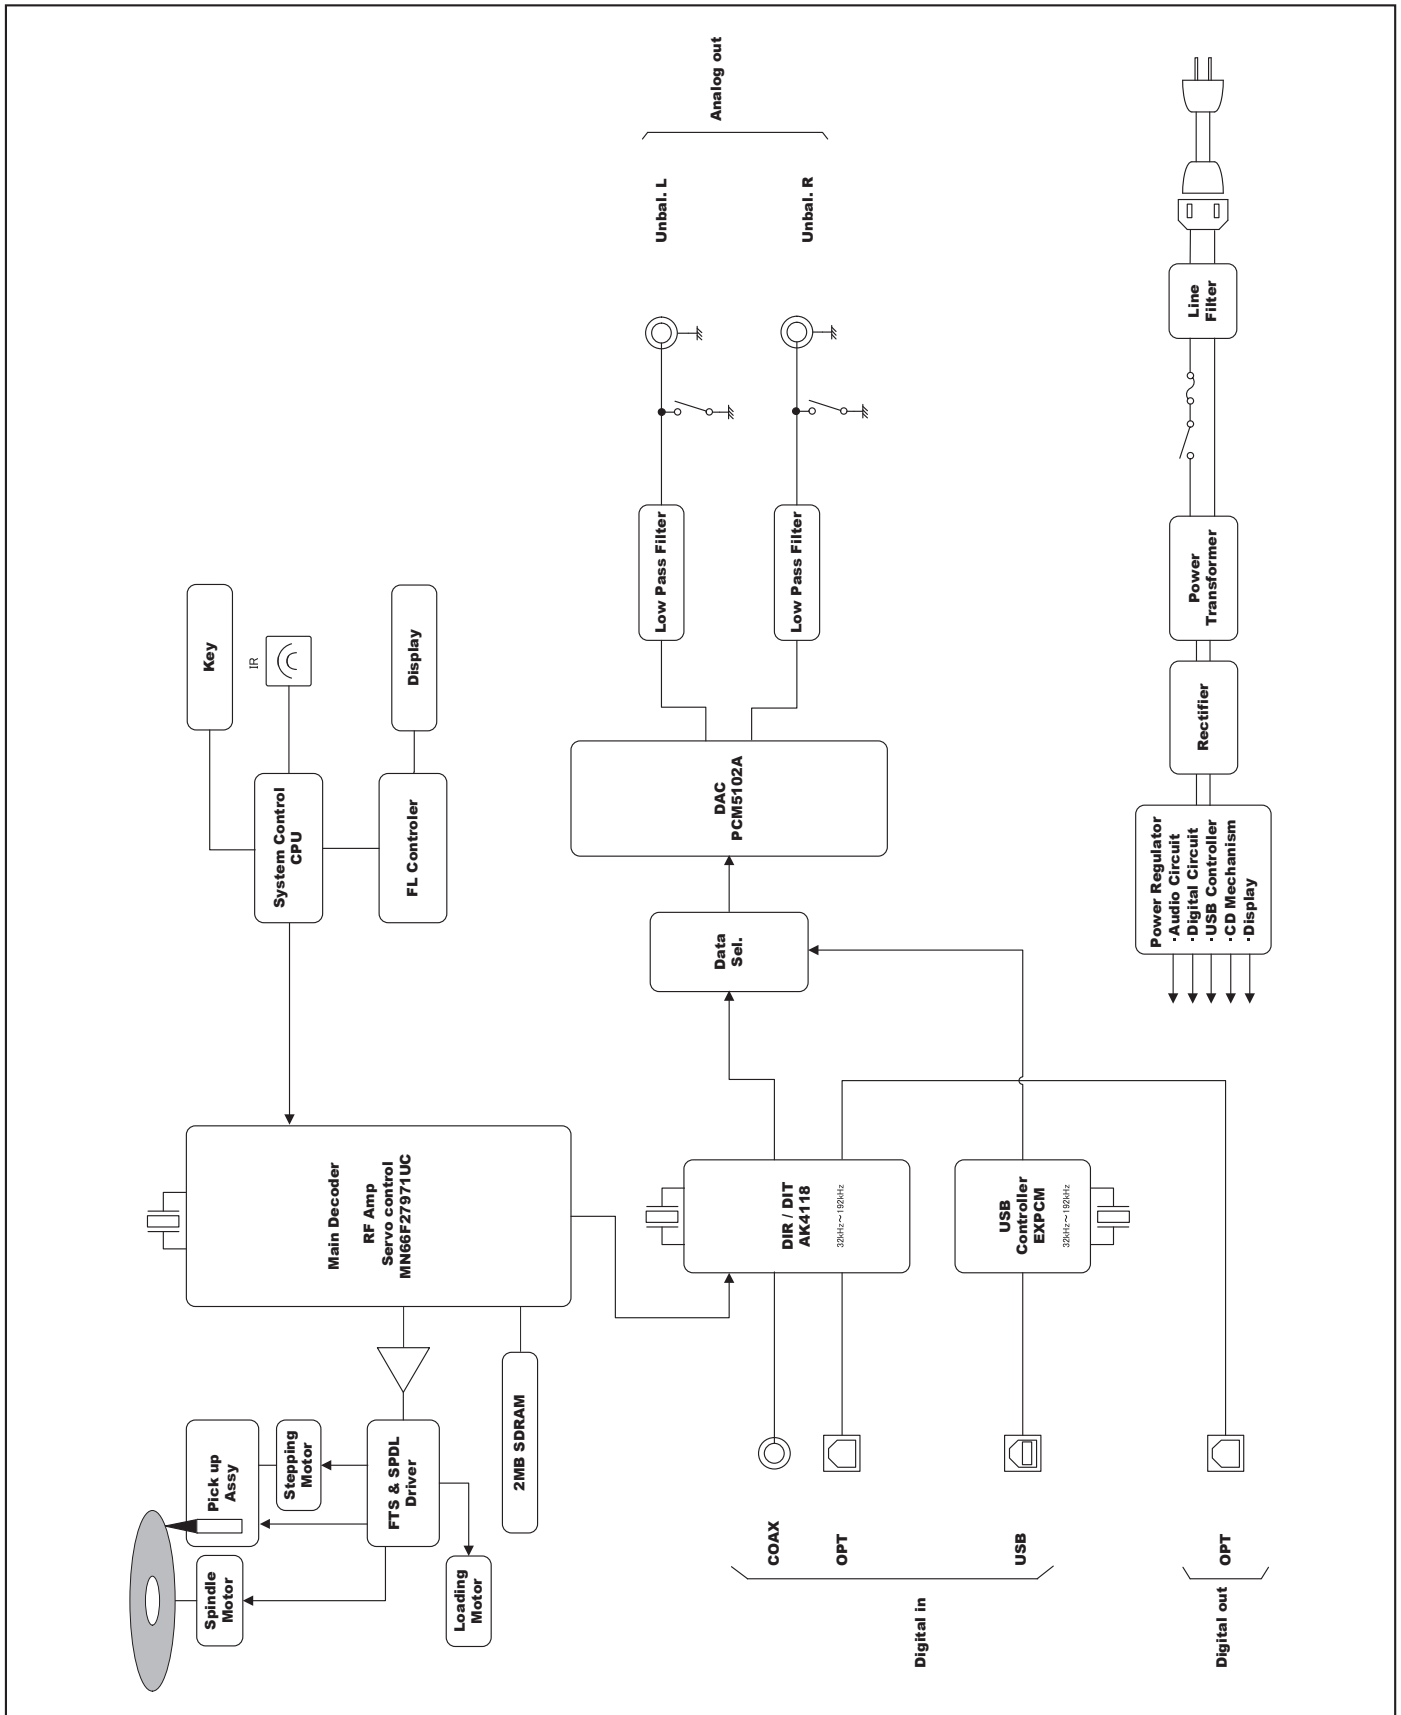 Spindle
Motor
Pick up
Assy
Stepping
Motor
FTS & SPDL
Driver
Loading
Motor
2MB SDRAM
Main Decoder
RF Amp
Servo control
MN66F27971UC
System Control
CPU
Key
IR
FL Controler
Display
Digital in
COAX
OPT
USB
Digital out
OPT
DIR / DIT
AK4118
32kHz～192kHz
USB
Controller
EXPCM
32kHz～192kHz
Data
Sel.
DAC
PCM5102A
Low Pass Filter
Low Pass Filter
Unbal. L
Unbal. R
Analog out
Power Regulator
･Audio Circuit
･Digital Circuit
･USB Controller
･CD Mechanism
･Display
Rectifier
Power
Transformer
Line
Filter